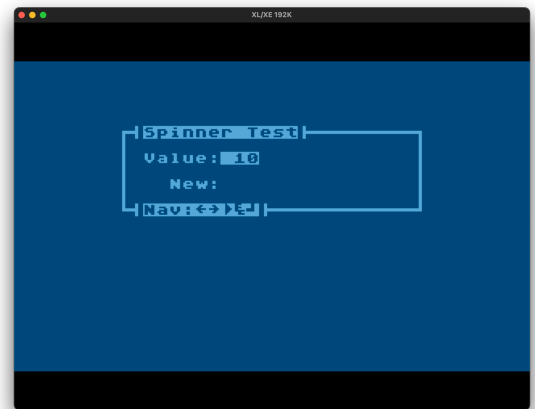 XL/XE 192K
Spinner Test
Value: 10
New:
Nav:←→▶␛↵